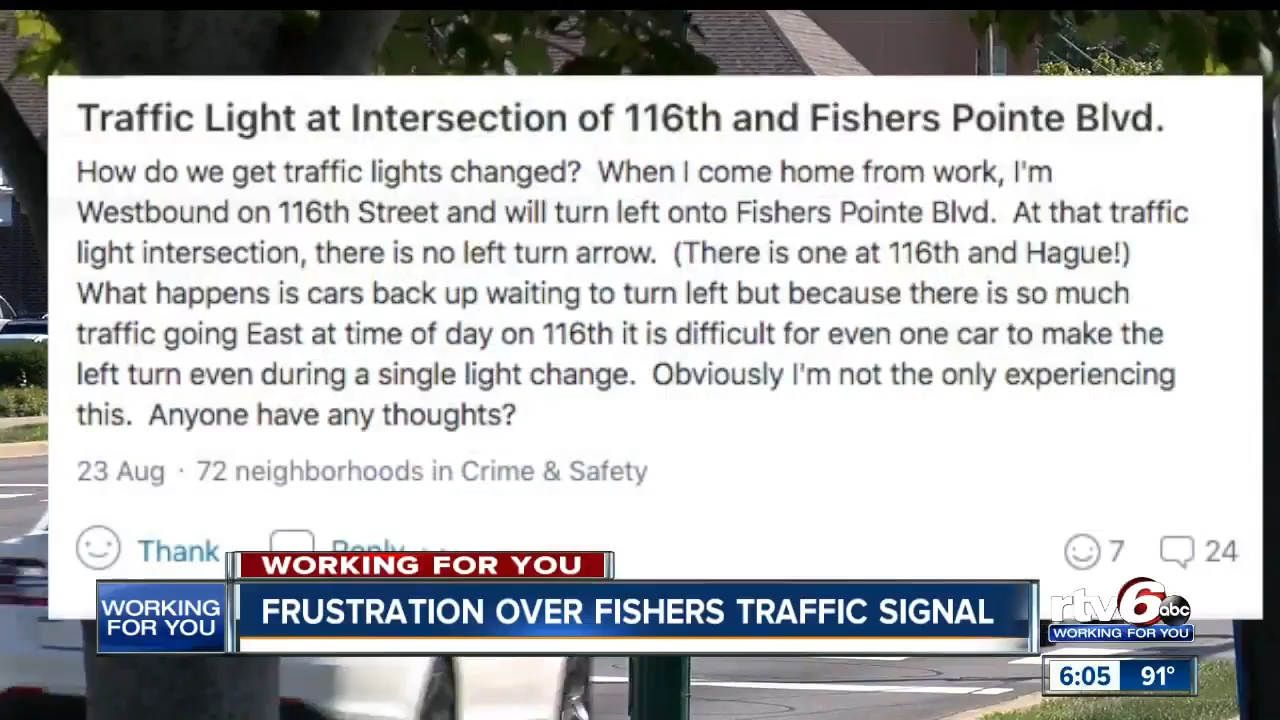 Traffic Light at Intersection of 116th and Fishers Pointe Blvd.
How do we get traffic lights changed? When I come home from work, I'm
Westbound on 116th Street and will turn left onto Fishers Pointe Blvd. At that traffic
light intersection, there is no left turn arrow. (There is one at 116th and Hague!)
What happens is cars back up waiting to turn left but because there is so much
traffic going East at time of day on 116th it is difficult for even one car to make the
left turn even during a single light change. Obviously I'm not the only experiencing
this. Anyone have any thoughts?
23 Aug · 72 neighborhoods in Crime & Safety
Thank Reply 7 24
WORKING FOR YOU
WORKING
FOR YOU
FRUSTRATION OVER FISHERS TRAFFIC SIGNAL
rtv6 abc
WORKING FOR YOU
6:05 91°